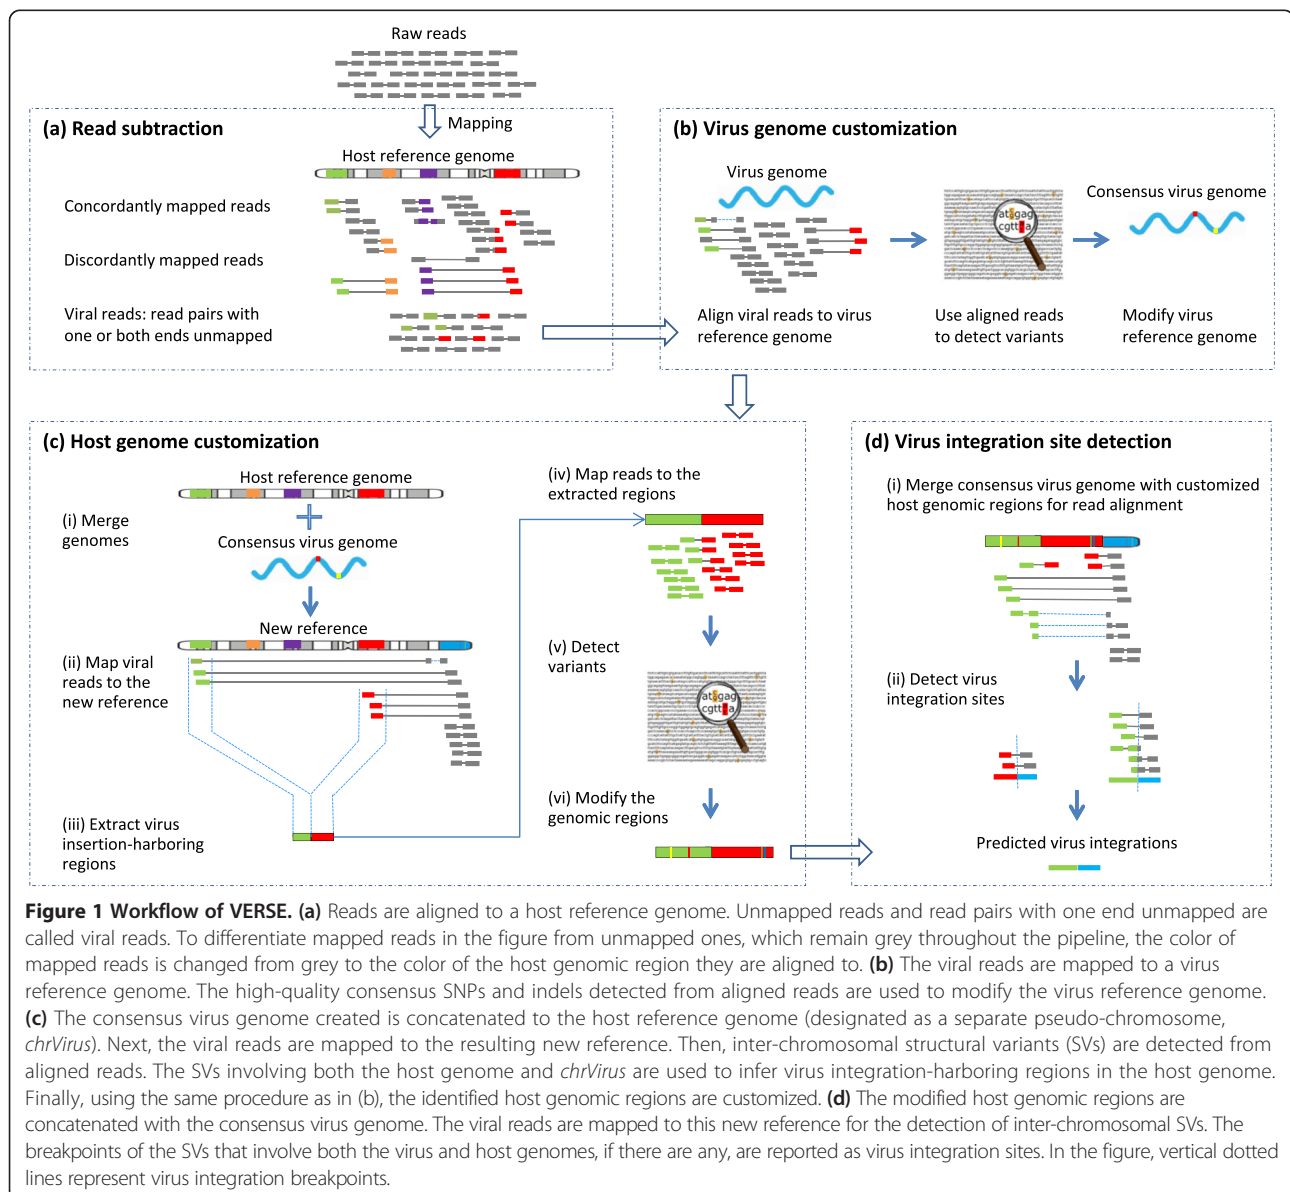 Raw reads
(a) Read subtraction
Mapping
Host reference genome
Concordantly mapped reads
Discordantly mapped reads
Viral reads: read pairs with
one or both ends unmapped
(b) Virus genome customization
Virus genome
Consensus virus genome
atsgag
cgtt a
Align viral reads to virus
reference genome
Use aligned reads
to detect variants
Modify virus
reference genome
(c) Host genome customization
Host reference genome
(i) Merge
genomes
Consensus virus genome
New reference
(ii) Map viral
reads to the
new reference
(iii) Extract virus
insertion-harboring
regions
(iv) Map reads to the
extracted regions
(v) Detect
variants
atsgag
cgtt a
(vi) Modify the
genomic regions
(d) Virus integration site detection
(i) Merge consensus virus genome with customized
host genomic regions for read alignment
(ii) Detect virus
integration sites
Predicted virus integrations
Figure 1 Workflow of VERSE. (a) Reads are aligned to a host reference genome. Unmapped reads and read pairs with one end unmapped are
called viral reads. To differentiate mapped reads in the figure from unmapped ones, which remain grey throughout the pipeline, the color of
mapped reads is changed from grey to the color of the host genomic region they are aligned to. (b) The viral reads are mapped to a virus
reference genome. The high-quality consensus SNPs and indels detected from aligned reads are used to modify the virus reference genome.
(c) The consensus virus genome created is concatenated to the host reference genome (designated as a separate pseudo-chromosome,
chrVirus). Next, the viral reads are mapped to the resulting new reference. Then, inter-chromosomal structural variants (SVs) are detected from
aligned reads. The SVs involving both the host genome and chrVirus are used to infer virus integration-harboring regions in the host genome.
Finally, using the same procedure as in (b), the identified host genomic regions are customized. (d) The modified host genomic regions are
concatenated with the consensus virus genome. The viral reads are mapped to this new reference for the detection of inter-chromosomal SVs. The
breakpoints of the SVs that involve both the virus and host genomes, if there are any, are reported as virus integration sites. In the figure, vertical dotted
lines represent virus integration breakpoints.